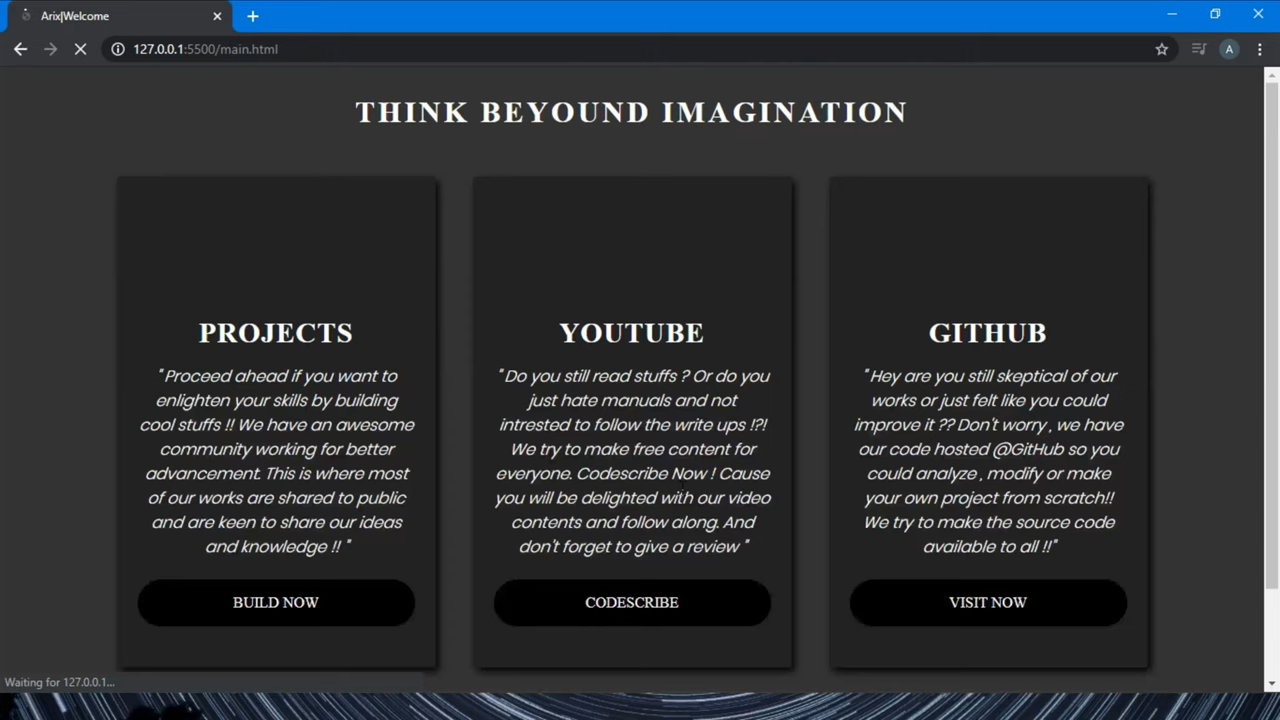 Arix|Welcome
127.0.0.1:5500/main.html
A
THINK BEYOUND IMAGINATION
PROJECTS
" Proceed ahead if you want to
enlighten your skills by building
cool stuffs !! We have an awesome
community working for better
advancement. This is where most
of our works are shared to public
and are keen to share our ideas
and knowledge !! "
BUILD NOW
YOUTUBE
" Do you still read stuffs ? Or do you
just hate manuals and not
intrested to follow the write ups !?!
We try to make free content for
everyone. Codescribe Now ! Cause
you will be delighted with our video
contents and follow along. And
don't forget to give a review "
CODESCRIBE
GITHUB
" Hey are you still skeptical of our
works or just felt like you could
improve it ?? Don't worry , we have
our code hosted @GitHub so you
could analyze , modify or make
your own project from scratch!!
We try to make the source code
available to all !!"
VISIT NOW
Waiting for 127.0.0.1...